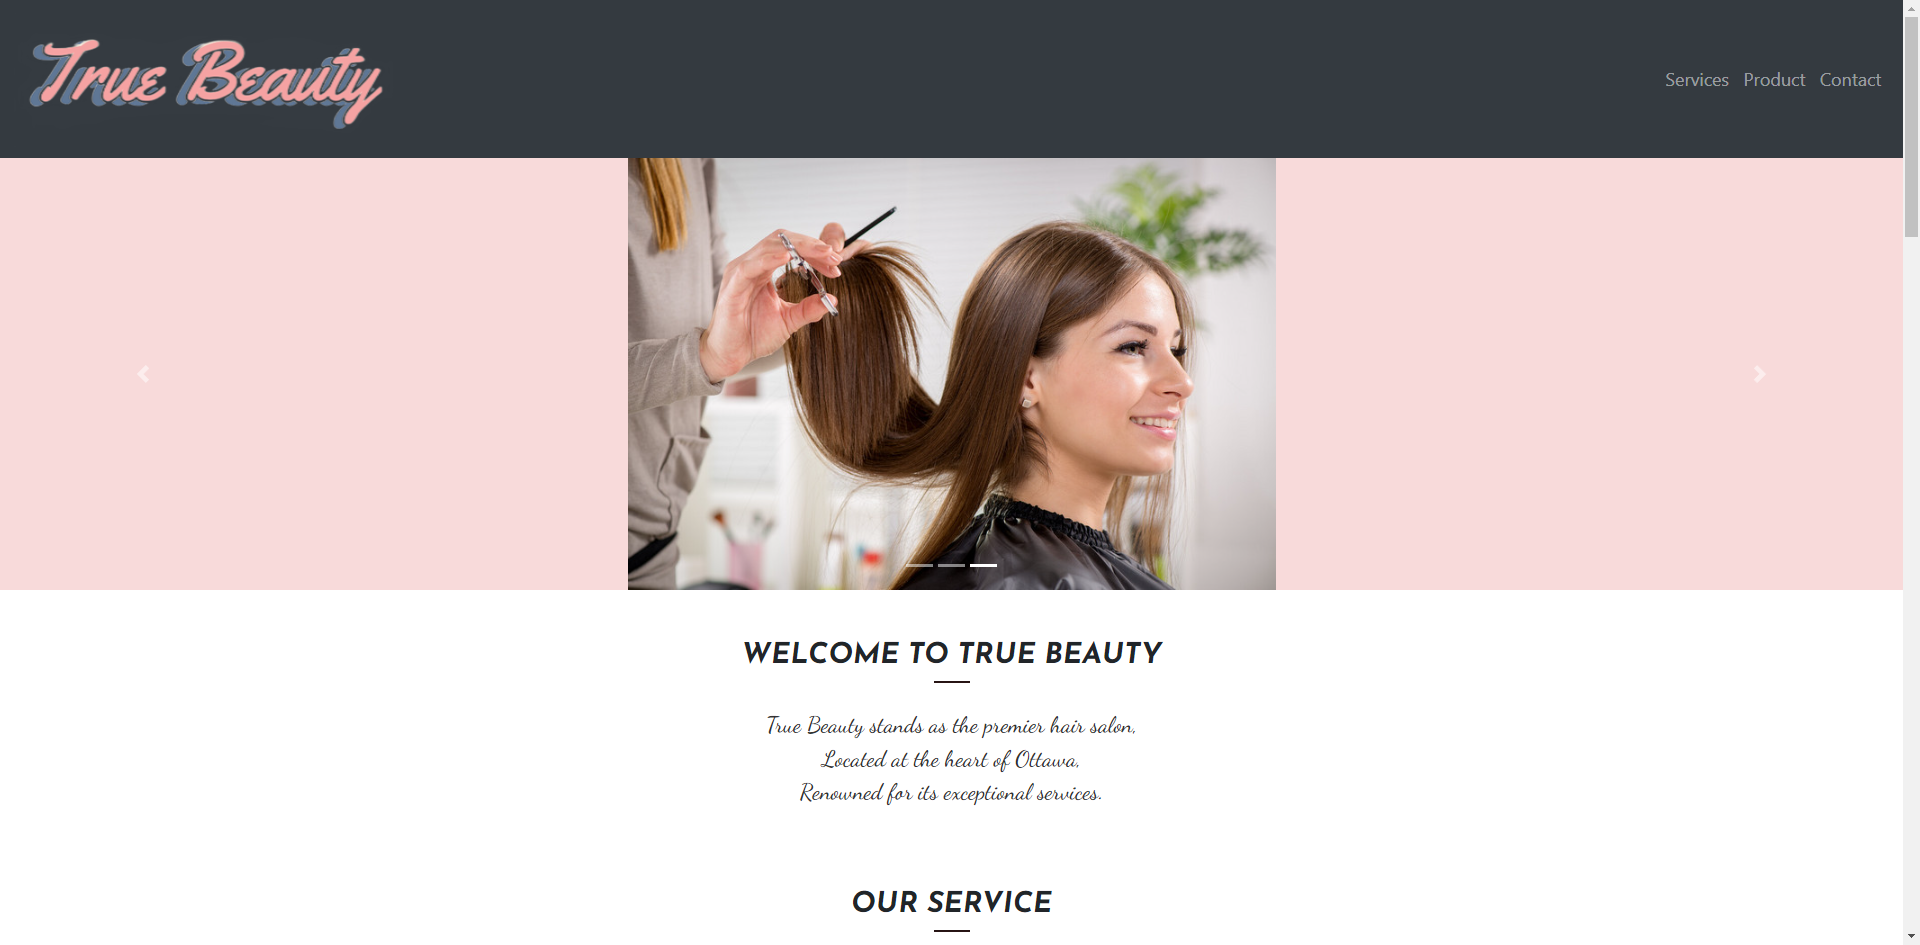 True Beauty
Services Product Contact
WELCOME TO TRUE BEAUTY
True Beauty stands as the premier hair salon,
Located at the heart of Ottawa,
Renowned for its exceptional services.
OUR SERVICE